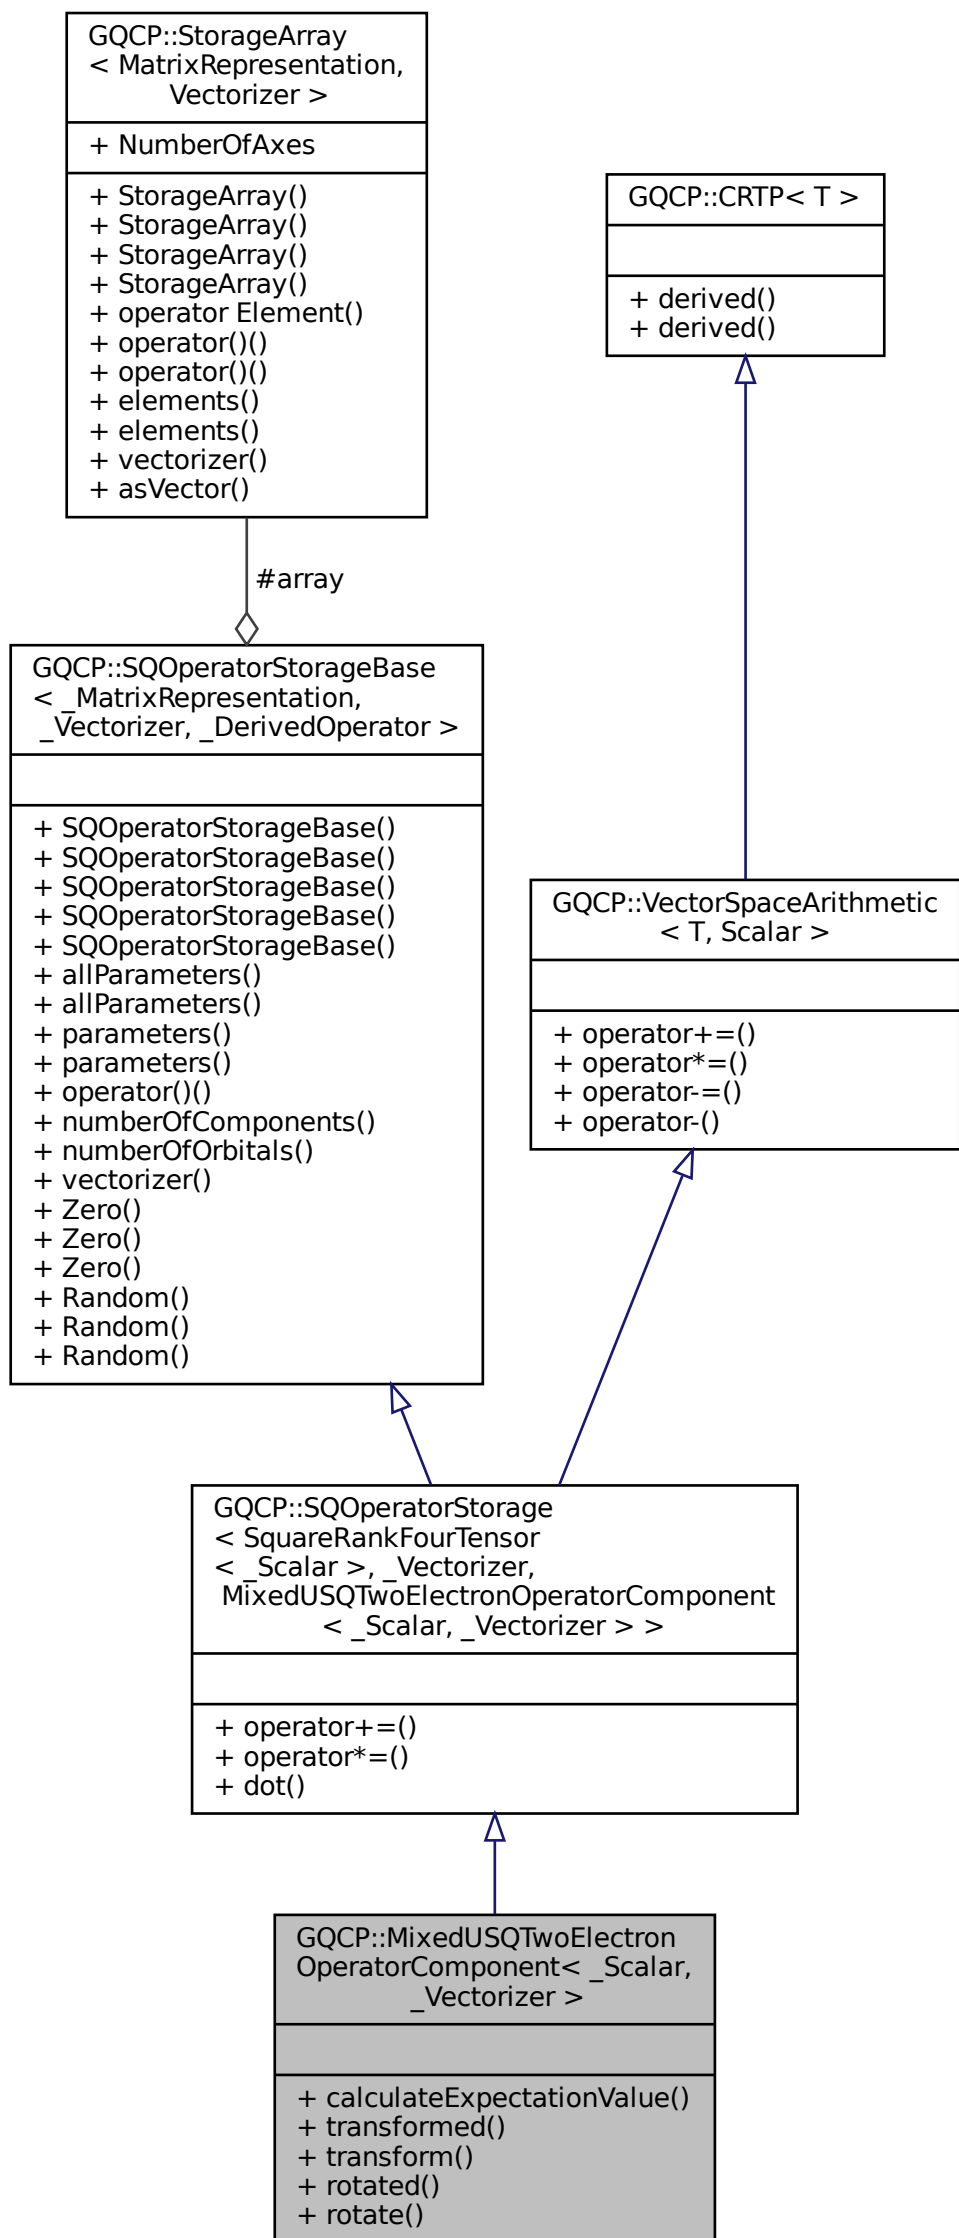 GQCP::StorageArray
< MatrixRepresentation,
Vectorizer >
+ NumberOfAxes
+ StorageArray()
+ StorageArray()
+ StorageArray()
+ StorageArray()
+ operator Element()
+ operator()()
+ operator()()
+ elements()
+ elements()
+ vectorizer()
+ asVector()
GQCP::CRTP< T >
+ derived()
+ derived()
#array
GQCP::SQOperatorStorageBase
< _MatrixRepresentation,
_Vectorizer, _DerivedOperator >
+ SQOperatorStorageBase()
+ SQOperatorStorageBase()
+ SQOperatorStorageBase()
+ SQOperatorStorageBase()
+ SQOperatorStorageBase()
+ allParameters()
+ allParameters()
+ parameters()
+ parameters()
+ operator()()
+ numberOfComponents()
+ numberOfOrbitals()
+ vectorizer()
+ Zero()
+ Zero()
+ Zero()
+ Random()
+ Random()
+ Random()
GQCP::VectorSpaceArithmetic
< T, Scalar >
+ operator+=()
+ operator*=()
+ operator-=()
+ operator-()
GQCP::SQOperatorStorage
< SquareRankFourTensor
< _Scalar >, _Vectorizer,
MixedUSQTwoElectronOperatorComponent
< _Scalar, _Vectorizer > >
+ operator+=()
+ operator*=()
+ dot()
GQCP::MixedUSQTwoElectron
OperatorComponent< _Scalar,
_Vectorizer >
+ calculateExpectationValue()
+ transformed()
+ transform()
+ rotated()
+ rotate()